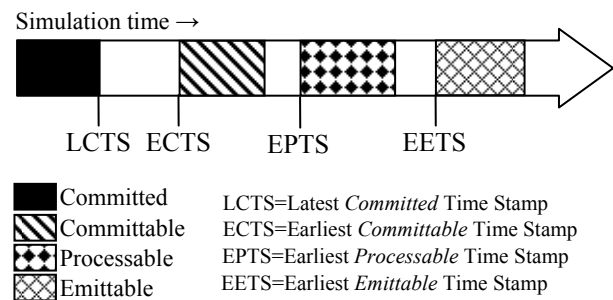 Simulation time →
LCTS ECTS EPTS EETS
Committed
Committable
Processable
Emittable
LCTS=Latest Committed Time Stamp
ECTS=Earliest Committable Time Stamp
EPTS=Earliest Processable Time Stamp
EETS=Earliest Emittable Time Stamp